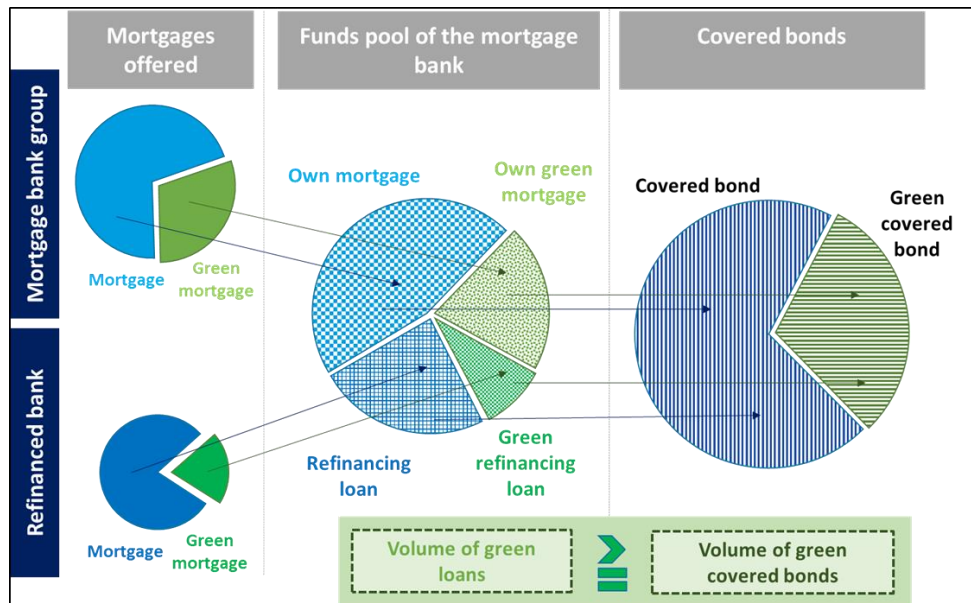 Mortgages
offered
Funds pool of the mortgage
bank
Covered bonds
Mortgage bank group
Mortgage
Green
mortgage
Own mortgage
Own green
mortgage
Covered bond
Green
covered
bond
Refinanced bank
Mortgage
Green
mortgage
Refinancing
loan
Green
refinancing
loan
Volume of green
loans
≥
Volume of green
covered bonds